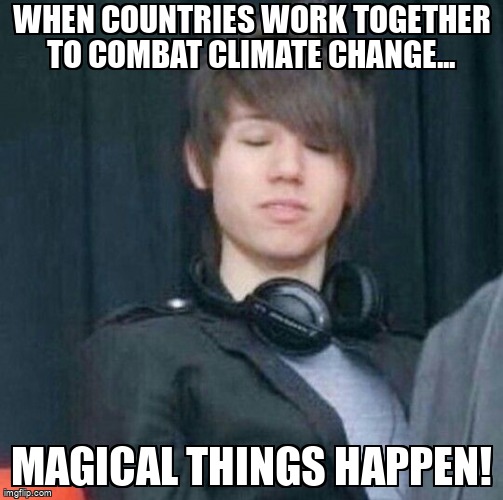 WHEN COUNTRIES WORK TOGETHER
TO COMBAT CLIMATE CHANGE...
MAGICAL THINGS HAPPEN!
imgflip.com